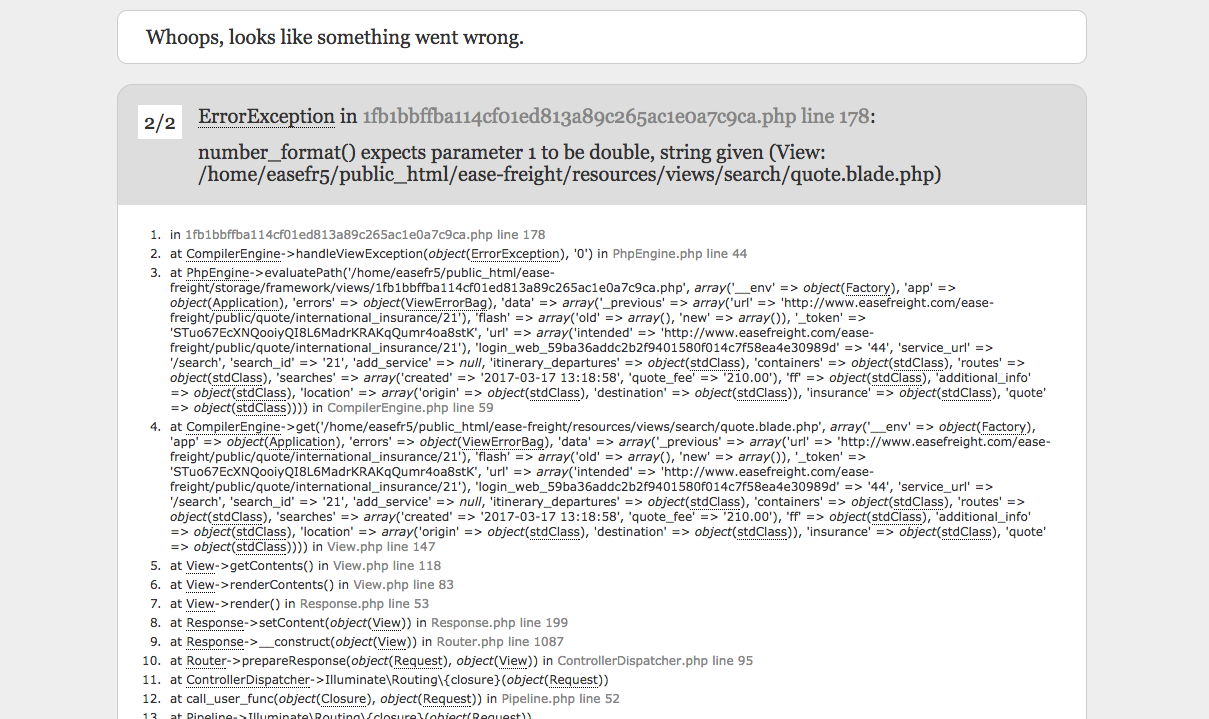 Whoops, looks like something went wrong.
2/2
ErrorException in 1fb1bbffba114cf01ed813a89c265ac1e0a7c9ca.php line 178:
number_format() expects parameter 1 to be double, string given (View:
/home/easefr5/public_html/ease-freight/resources/views/search/quote.blade.php)
1. in 1fb1bbffba114cf01ed813a89c265ac1e0a7c9ca.php line 178
2. at CompilerEngine->handleViewException(object(ErrorException), '0') in PhpEngine.php line 44
3. at PhpEngine->evaluatePath('/home/easefr5/public_html/ease-
freight/storage/framework/views/1fb1bbffba114cf01ed813a89c265ac1e0a7c9ca.php', array('__env' => object(Factory), 'app' =>
object(Application), 'errors' => object(ViewErrorBag), 'data' => array('_previous' => array('url' => 'http://www.easefreight.com/ease-
freight/public/quote/international_insurance/21'), 'flash' => array('old' => array(), 'new' => array()), '_token' =>
'STuo67EcXNQooiyQI8L6MadrKRAKqQumr4oa8stK', 'url' => array('intended' => 'http://www.easefreight.com/ease-
freight/public/quote/international_insurance/21'), 'login_web_59ba36addc2b2f9401580f014c7f58ea4e30989d' => '44', 'service_url' =>
'/search', 'search_id' => '21', 'add_service' => null, 'itinerary_departures' => object(stdClass), 'containers' => object(stdClass), 'routes' =>
object(stdClass), 'searches' => array('created' => '2017-03-17 13:18:58', 'quote_fee' => '210.00'), 'ff' => object(stdClass), 'additional_info'
=> object(stdClass), 'location' => array('origin' => object(stdClass), 'destination' => object(stdClass)), 'insurance' => object(stdClass), 'quote'
=> object(stdClass)))) in CompilerEngine.php line 59
4. at CompilerEngine->get('/home/easefr5/public_html/ease-freight/resources/views/search/quote.blade.php', array('__env' => object(Factory),
'app' => object(Application), 'errors' => object(ViewErrorBag), 'data' => array('_previous' => array('url' => 'http://www.easefreight.com/ease-
freight/public/quote/international_insurance/21'), 'flash' => array('old' => array(), 'new' => array()), '_token' =>
'STuo67EcXNQooiyQI8L6MadrKRAKqQumr4oa8stK', 'url' => array('intended' => 'http://www.easefreight.com/ease-
freight/public/quote/international_insurance/21'), 'login_web_59ba36addc2b2f9401580f014c7f58ea4e30989d' => '44', 'service_url' =>
'/search', 'search_id' => '21', 'add_service' => null, 'itinerary_departures' => object(stdClass), 'containers' => object(stdClass), 'routes' =>
object(stdClass), 'searches' => array('created' => '2017-03-17 13:18:58', 'quote_fee' => '210.00'), 'ff' => object(stdClass), 'additional_info'
=> object(stdClass), 'location' => array('origin' => object(stdClass), 'destination' => object(stdClass)), 'insurance' => object(stdClass), 'quote'
=> object(stdClass)))) in View.php line 147
5. at View->getContents() in View.php line 118
6. at View->renderContents() in View.php line 83
7. at View->render() in Response.php line 53
8. at Response->setContent(object(View)) in Response.php line 199
9. at Response->__construct(object(View)) in Router.php line 1087
10. at Router->prepareResponse(object(Request), object(View)) in ControllerDispatcher.php line 95
11. at ControllerDispatcher->Illuminate\Routing\{closure}(object(Request))
12. at call_user_func(object(Closure), object(Request)) in Pipeline.php line 52
13. at Pipeline->Illuminate\Routing\{closure}(object(Request))